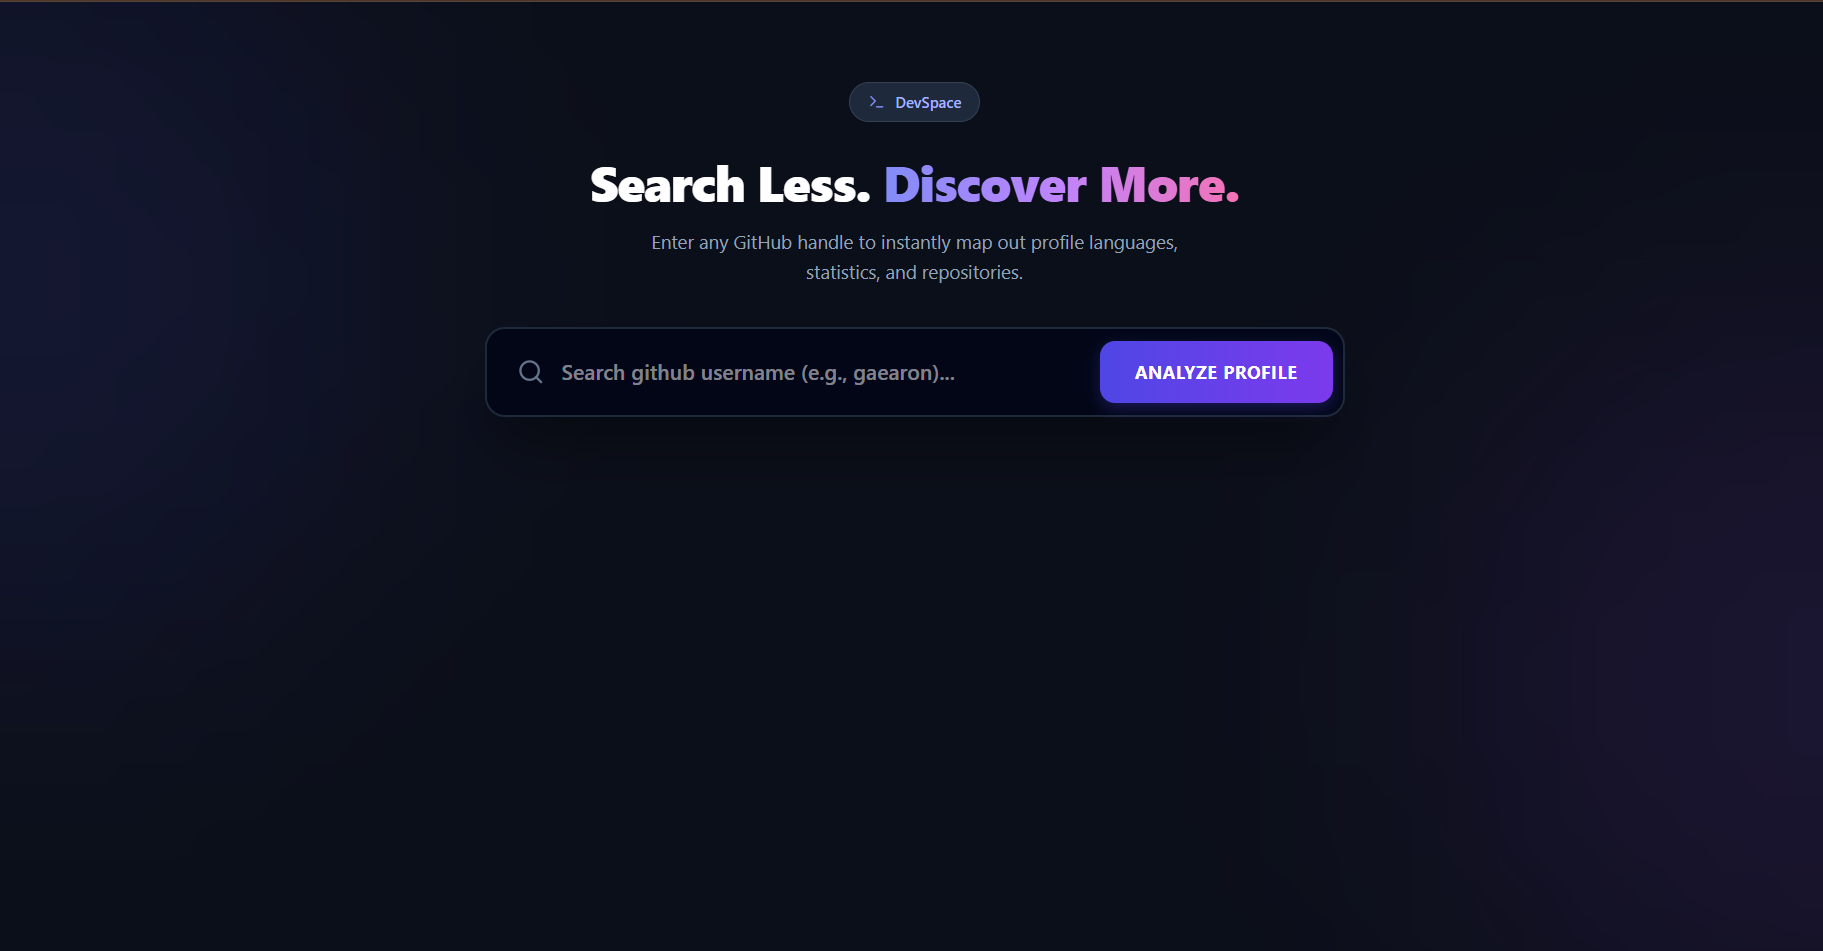 DevSpace
Search Less. Discover More.
Enter any GitHub handle to instantly map out profile languages,
statistics, and repositories.
Search github username (e.g., gaearon)...
ANALYZE PROFILE